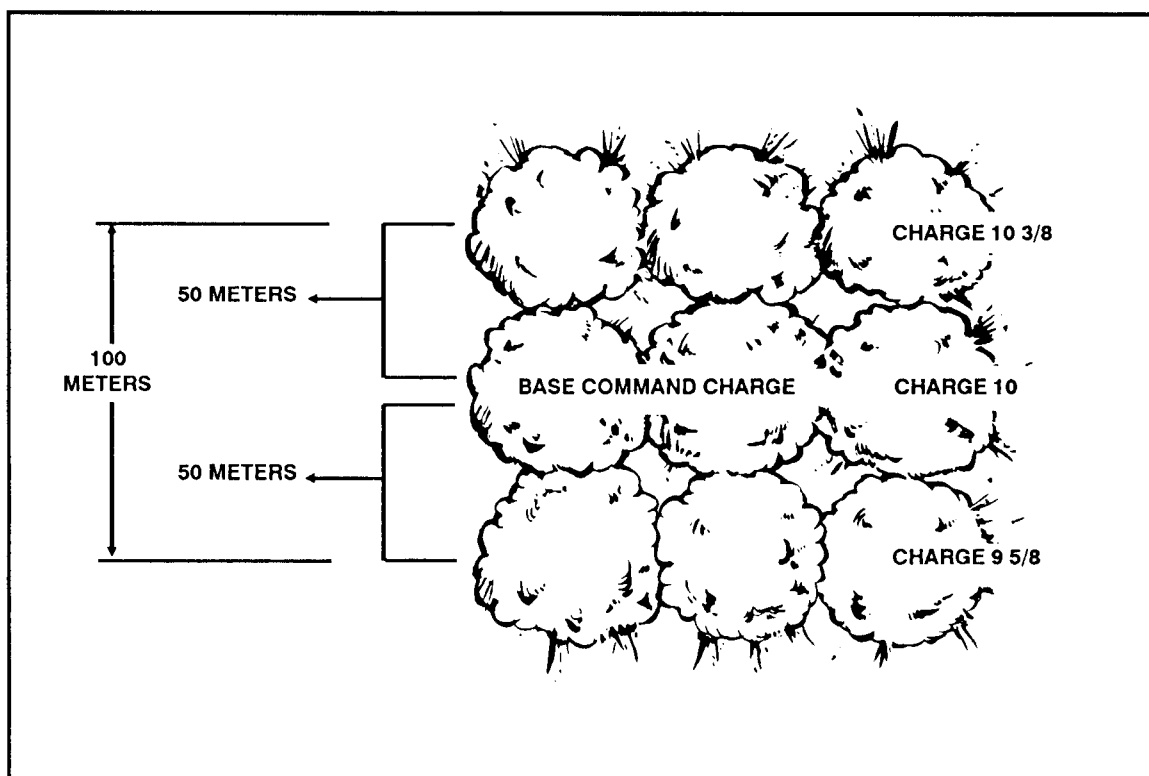 CHARGE 10 3/8
50 METERS
100
METERS
BASE COMMAND CHARGE
CHARGE 10
50 METERS
CHARGE 9 5/8